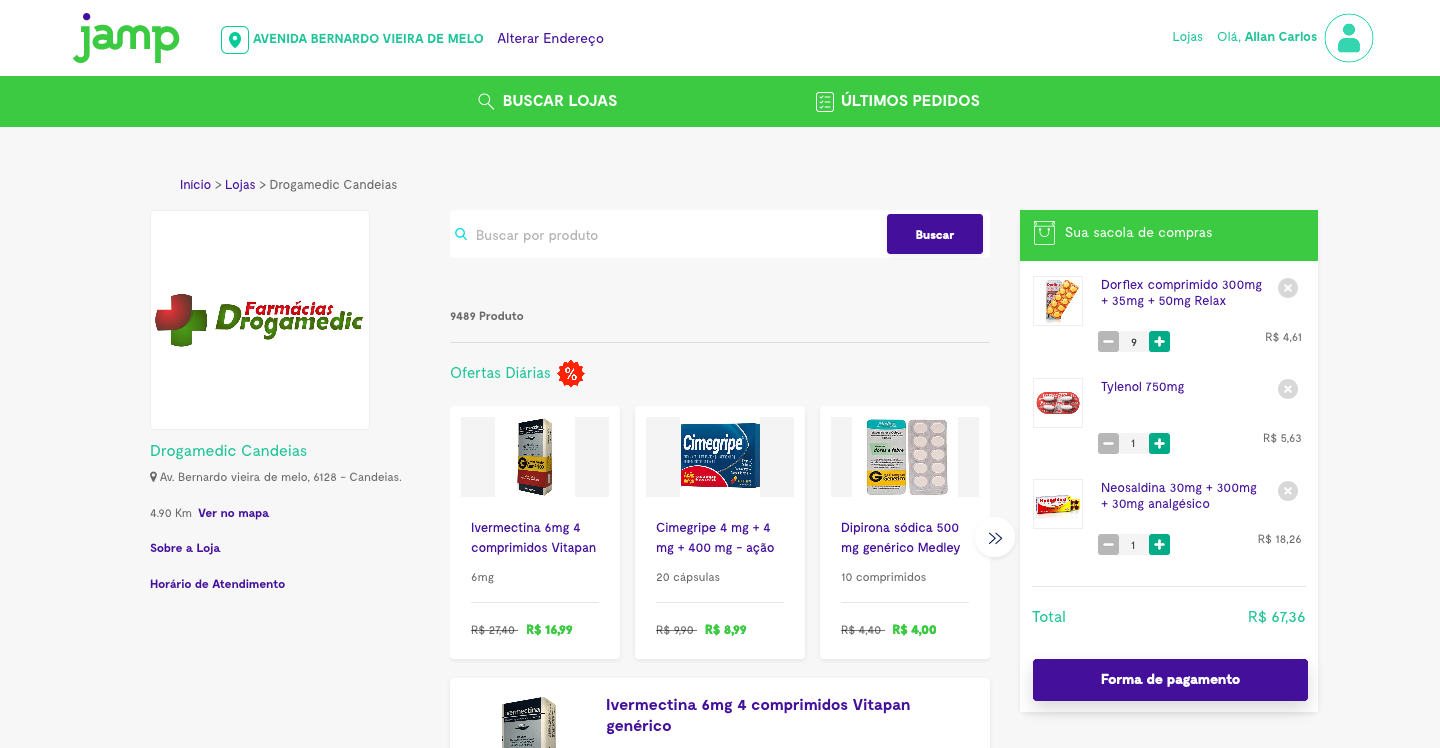 jamp
AVENIDA BERNARDO VIEIRA DE MELO Alterar Endereço
Lojas Olá, Allan Carlos
BUSCAR LOJAS
ÚLTIMOS PEDIDOS
Início > Lojas > Drogamedic Candeias
Farmácias
Drogamedic
Drogamedic Candeias
Av. Bernardo vieira de melo, 6128 - Candeias.
4.90 Km Ver no mapa
Sobre a Loja
Horário de Atendimento
Buscar por produto
Buscar
9489 Produto
Ofertas Diárias %
Ivermectina 6mg 4
comprimidos Vitapan
6mg
R$ 27,40 R$ 16,99
Cimegripe
Cimegripe 4 mg + 4
mg + 400 mg - ação
20 cápsulas
R$ 9,90 R$ 8,99
Dipirona sódica 500
mg genérico Medley
10 comprimidos
R$ 4,40 R$ 4,00
ivermectina
Ivermectina 6mg 4 comprimidos Vitapan
genérico
Sua sacola de compras
Dorflex comprimido 300mg
+ 35mg + 50mg Relax
9
R$ 4,61
Tylenol 750mg
1
R$ 5,63
Neosaldina 30mg + 300mg
+ 30mg analgésico
1
R$ 18,26
Total R$ 67,36
Forma de pagamento